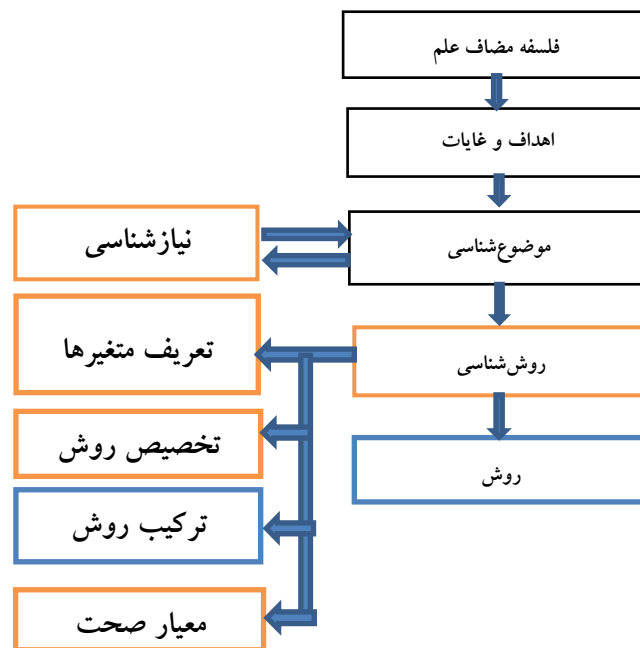 فلسفه مضاف علم
اهداف و غایات
موضوع‌شناسی
نیازشناسی
روش‌شناسی
تعریف متغیرها
تخصیص روش
روش
ترکیب روش
معیار صحت